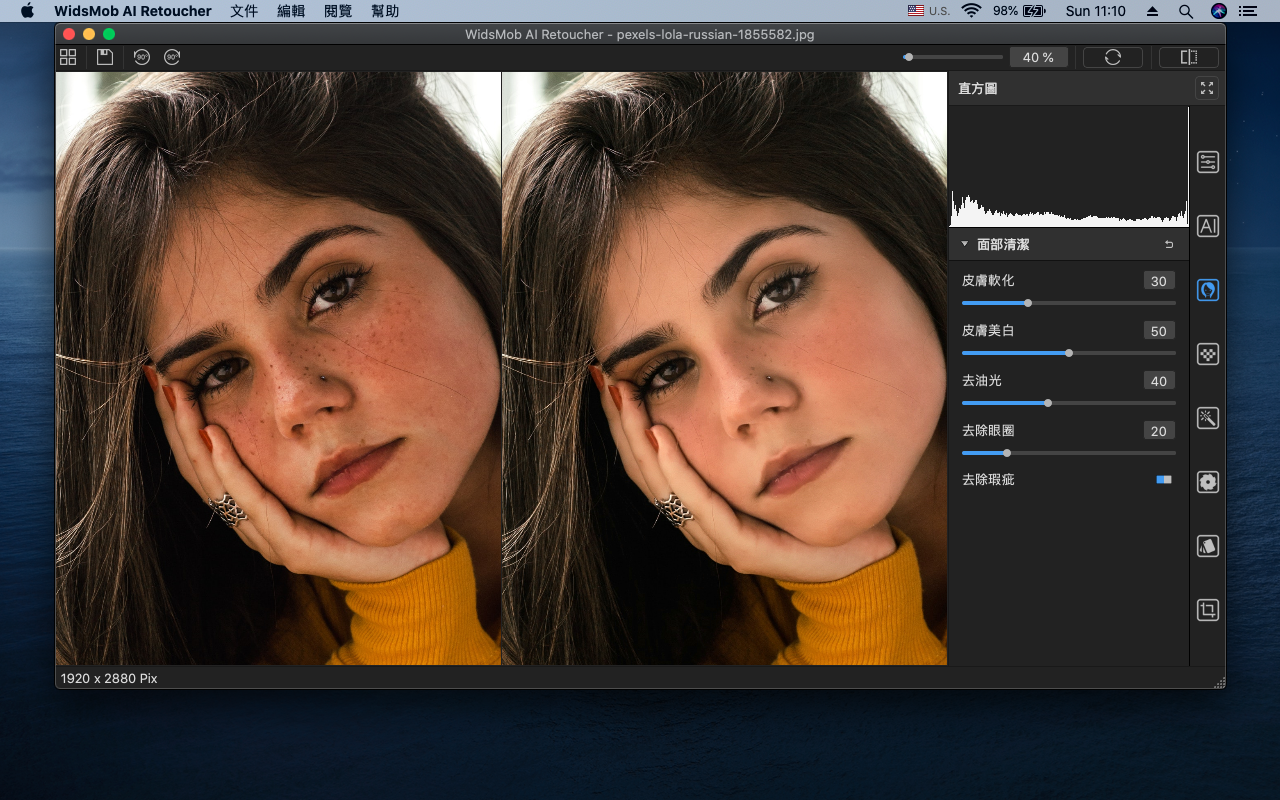 WidsMob AI Retoucher 文件 編輯 閱覽 幫助 U.S. 98% Sun 11:10
WidsMob AI Retoucher - pexels-lola-russian-1855582.jpg
90° 90° 40 %
直方圖
AI
面部清潔
皮膚軟化 30
皮膚美白 50
去油光 40
去除眼圈 20
去除瑕疵
1920 x 2880 Pix